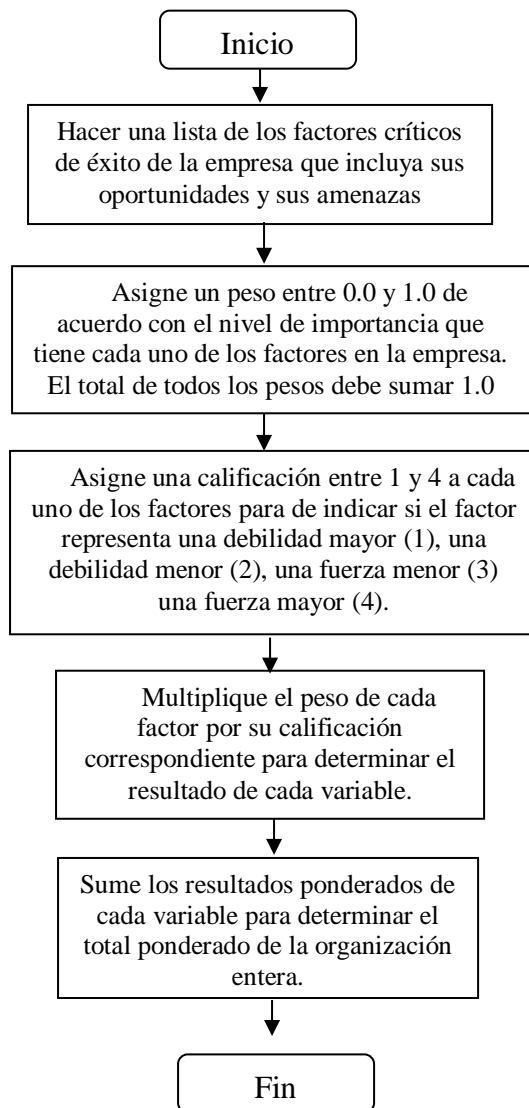 Inicio
Hacer una lista de los factores críticos
de éxito de la empresa que incluya sus
oportunidades y sus amenazas
Asigne un peso entre 0.0 y 1.0 de
acuerdo con el nivel de importancia que
tiene cada uno de los factores en la empresa.
El total de todos los pesos debe sumar 1.0
Asigne una calificación entre 1 y 4 a cada
uno de los factores para de indicar si el factor
representa una debilidad mayor (1), una
debilidad menor (2), una fuerza menor (3)
una fuerza mayor (4).
Multiplique el peso de cada
factor por su calificación
correspondiente para determinar el
resultado de cada variable.
Sume los resultados ponderados de
cada variable para determinar el
total ponderado de la organización
entera.
Fin